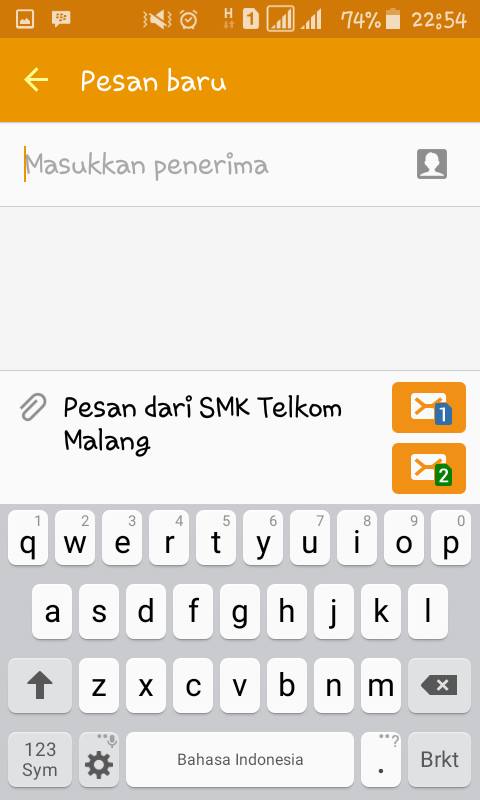 H 1 74% 22:54
Pesan baru
Masukkan penerima
Pesan dari SMK Telkom
Malang
1
2
1 2 3 4 5 6 7 8 9 0
q w e r t y u i o p
a s d f g h j k l
z x c v b n m
123
Sym
Bahasa Indonesia
. ?
Brkt